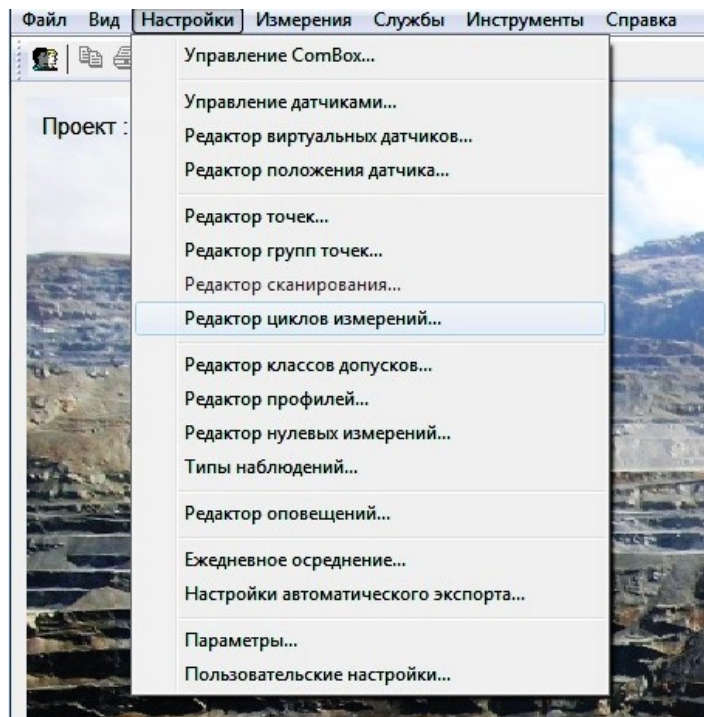 Файл Вид Настройки Измерения Службы Инструменты Справка
Управление ComBox...
Проект :
Управление датчиками...
Редактор виртуальных датчиков...
Редактор положения датчика...
Редактор точек...
Редактор групп точек...
Редактор сканирования...
Редактор циклов измерений...
Редактор классов допусков...
Редактор профилей...
Редактор нулевых измерений...
Типы наблюдений...
Редактор оповещений...
Ежедневное осреднение...
Настройки автоматического экспорта...
Параметры...
Пользовательские настройки...